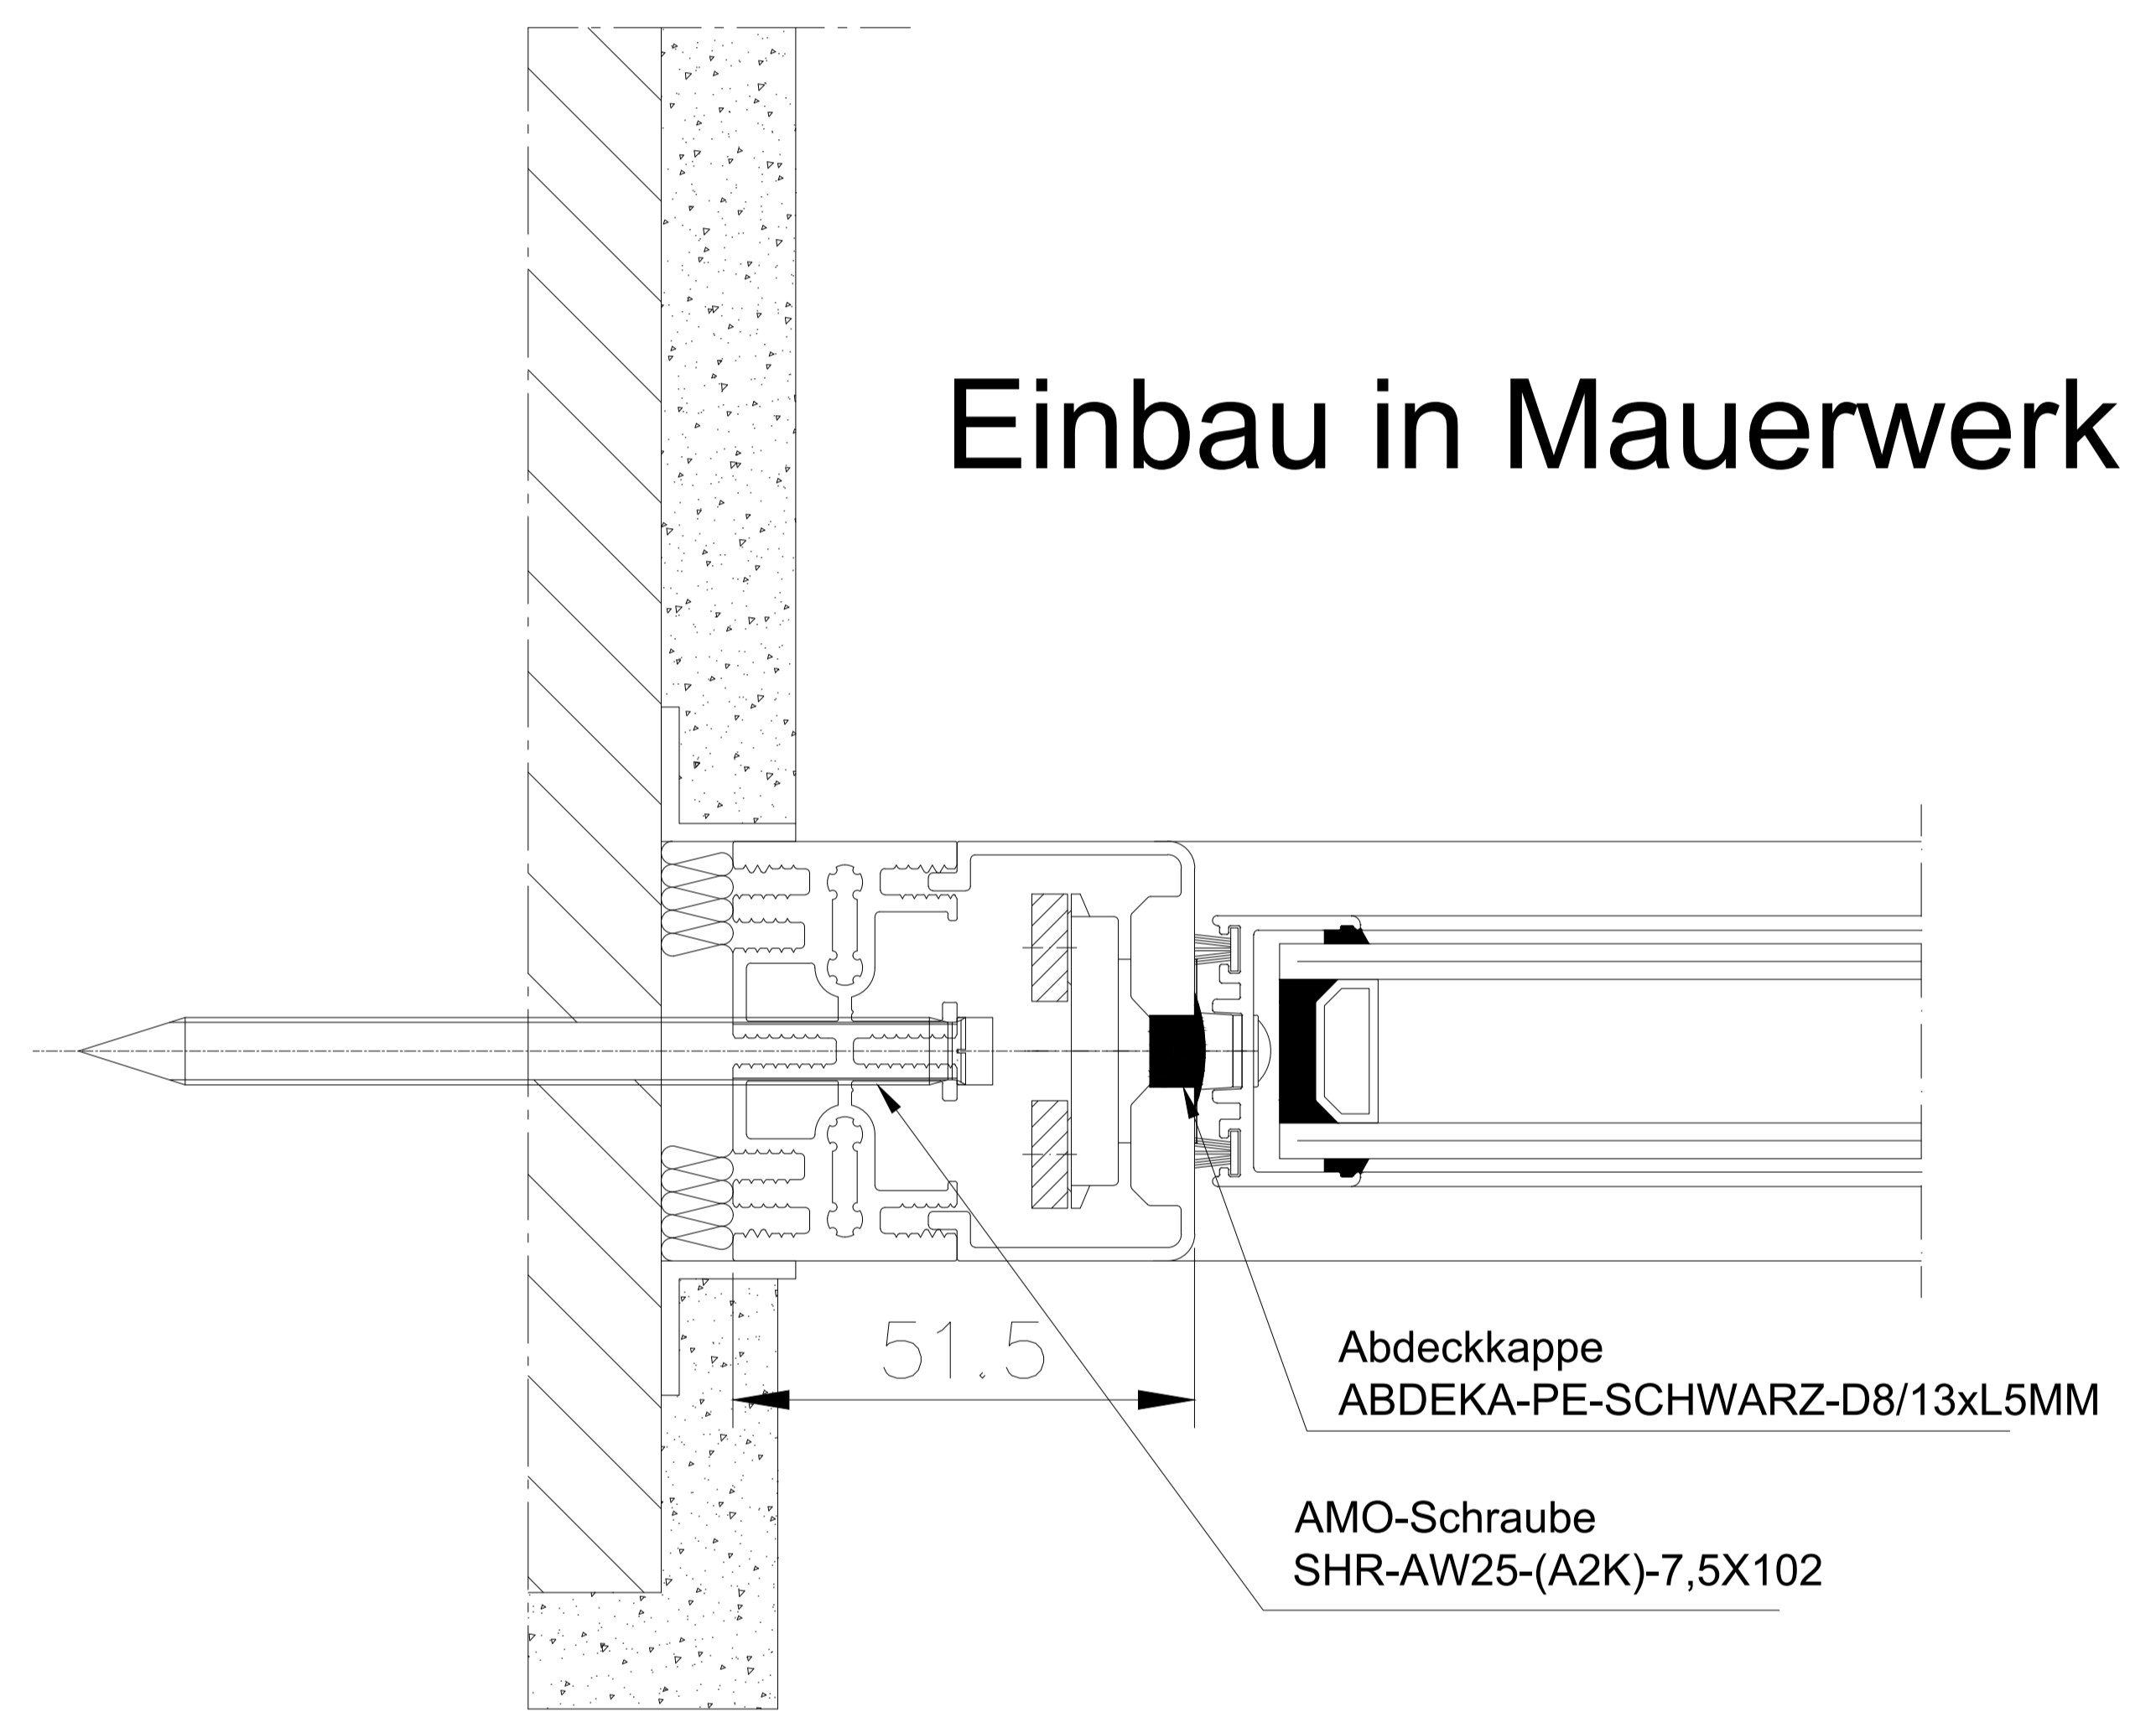 Einbau in Mauerwerk
51.5
Abdeckkappe
ABDEKA-PE-SCHWARZ-D8/13xL5MM
AMO-Schraube
SHR-AW25-(A2K)-7,5X102